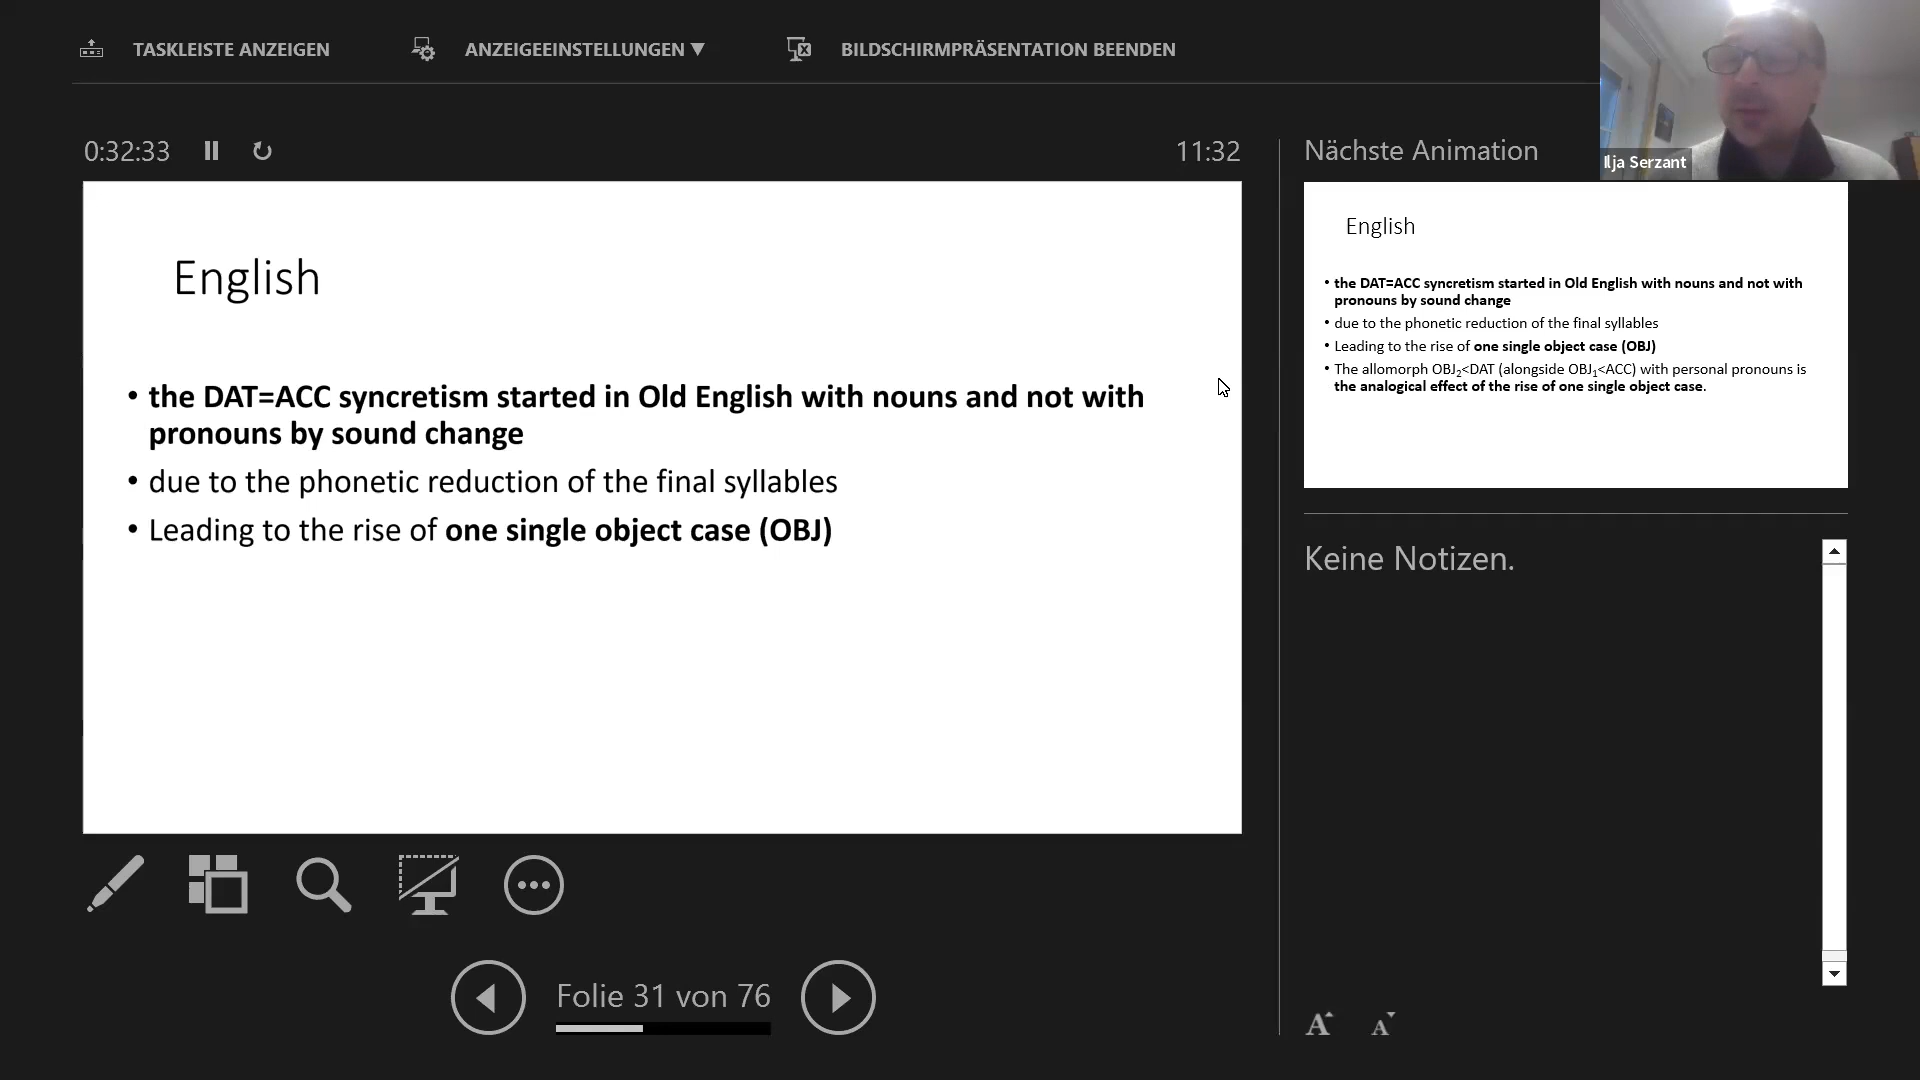 TASKLEISTE ANZEIGEN
ANZEIGEEINSTELLUNGEN ▼
BILDSCHIRMPRÄSENTATION BEENDEN
Ilja Serzant
0:32:33
11:32
Nächste Animation
English
• the DAT=ACC syncretism started in Old English with nouns and not with
pronouns by sound change
• due to the phonetic reduction of the final syllables
• Leading to the rise of one single object case (OBJ)
English
• the DAT=ACC syncretism started in Old English with nouns and not with
pronouns by sound change
• due to the phonetic reduction of the final syllables
• Leading to the rise of one single object case (OBJ)
• The allomorph OBJ₂<DAT (alongside OBJ₁<ACC) with personal pronouns is
the analogical effect of the rise of one single object case.
Keine Notizen.
Folie 31 von 76
A A